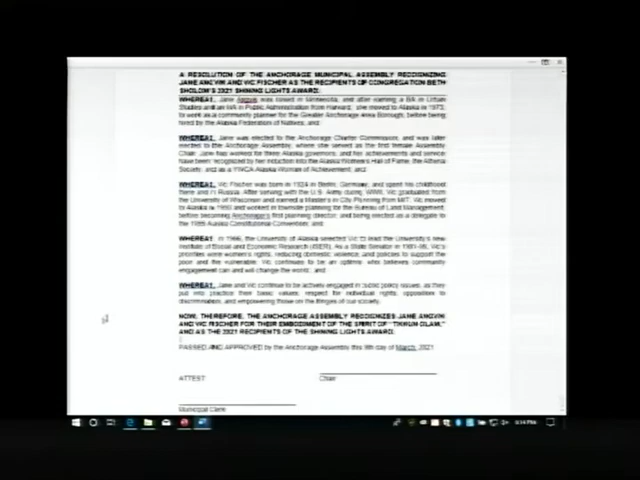 A RESOLUTION OF THE ANCHORAGE MUNICIPAL ASSEMBLY RECOGNIZING
JANE ANGVIK AND VIC FISCHER AS THE RECIPIENTS OF CONGREGATION BETH
SHOLOM'S 2021 SHINING LIGHTS AWARD.
WHEREAS, Jane Angvik was raised in Minnesota, and after earning a BA in Urban
Studies and an MA in Public Administration from Harvard, she moved to Alaska in 1973,
to work as a community planner for the Greater Anchorage Area Borough, before being
hired by the Alaska Federation of Natives; and
WHEREAS, Jane was elected to the Anchorage Charter Commission, and was later
elected to the Anchorage Assembly, where she served as the first female Assembly
Chair. Jane has worked for three Alaska governors, and her achievements and service
have been recognized by her induction into the Alaska Women's Hall of Fame, the Athena
Society, and as a YWCA Alaska Woman of Achievement; and
WHEREAS, Vic Fischer was born in 1924 in Berlin, Germany, and spent his childhood
there and in Russia. After serving with the U.S. Army during WWII, Vic graduated from
the University of Wisconsin and earned a Master's in City Planning from MIT. Vic moved
to Alaska in 1950 and worked in townsite planning for the Bureau of Land Management,
before becoming Anchorage's first planning director, and being elected as a delegate to
the 1955 Alaska Constitutional Convention; and
WHEREAS, in 1966, the University of Alaska selected Vic to lead the University's new
Institute of Social and Economic Research (ISER). As a State Senator in 1981-86, Vic's
priorities were women's rights, reducing domestic violence, and policies to support the
poor and the vulnerable. Vic continues to be an optimist who believes community
engagement can and will change the world; and
WHEREAS, Jane and Vic continue to be actively engaged in public policy issues, as they
put into practice their basic values, respect for individual rights, opposition to
discrimination, and empowering those on the fringes of our society.
NOW, THEREFORE, THE ANCHORAGE ASSEMBLY RECOGNIZES JANE ANGVIK
AND VIC FISCHER FOR THEIR EMBODIMENT OF THE SPIRIT OF "TIKKUN OLAM,"
AND AS THE 2021 RECIPIENTS OF THE SHINING LIGHTS AWARD.
PASSED AND APPROVED by the Anchorage Assembly this 9th day of March, 2021.
ATTEST: Chair
Municipal Clerk